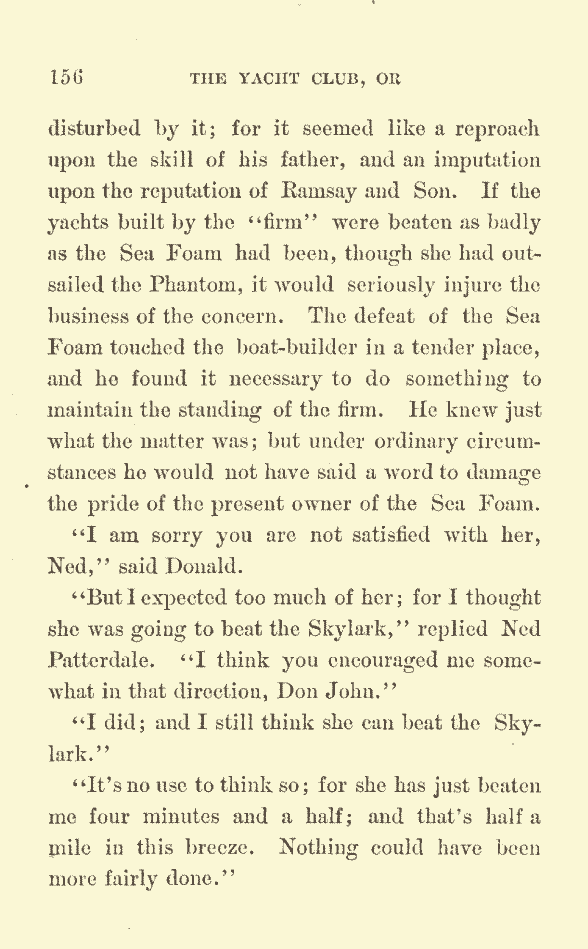 156 THE YACHT CLUB, OR
disturbed by it; for it seemed like a reproach
upon the skill of his father, and an imputation
upon the reputation of Ramsay and Son. If the
yachts built by the “firm” were beaten as badly
as the Sea Foam had been, though she had out-
sailed the Phantom, it would seriously injure the
business of the concern. The defeat of the Sea
Foam touched the boat-builder in a tender place,
and he found it necessary to do something to
maintain the standing of the firm. He knew just
what the matter was; but under ordinary circum-
stances he would not have said a word to damage
the pride of the present owner of the Sea Foam.
“I am sorry you are not satisfied with her,
Ned,” said Donald.
“But I expected too much of her; for I thought
she was going to beat the Skylark,” replied Ned
Patterdale. “I think you encouraged me some-
what in that direction, Don John.”
“I did; and I still think she can beat the Sky-
lark.”
“It's no use to think so; for she has just beaten
me four minutes and a half; and that's half a
mile in this breeze. Nothing could have been
more fairly done.”